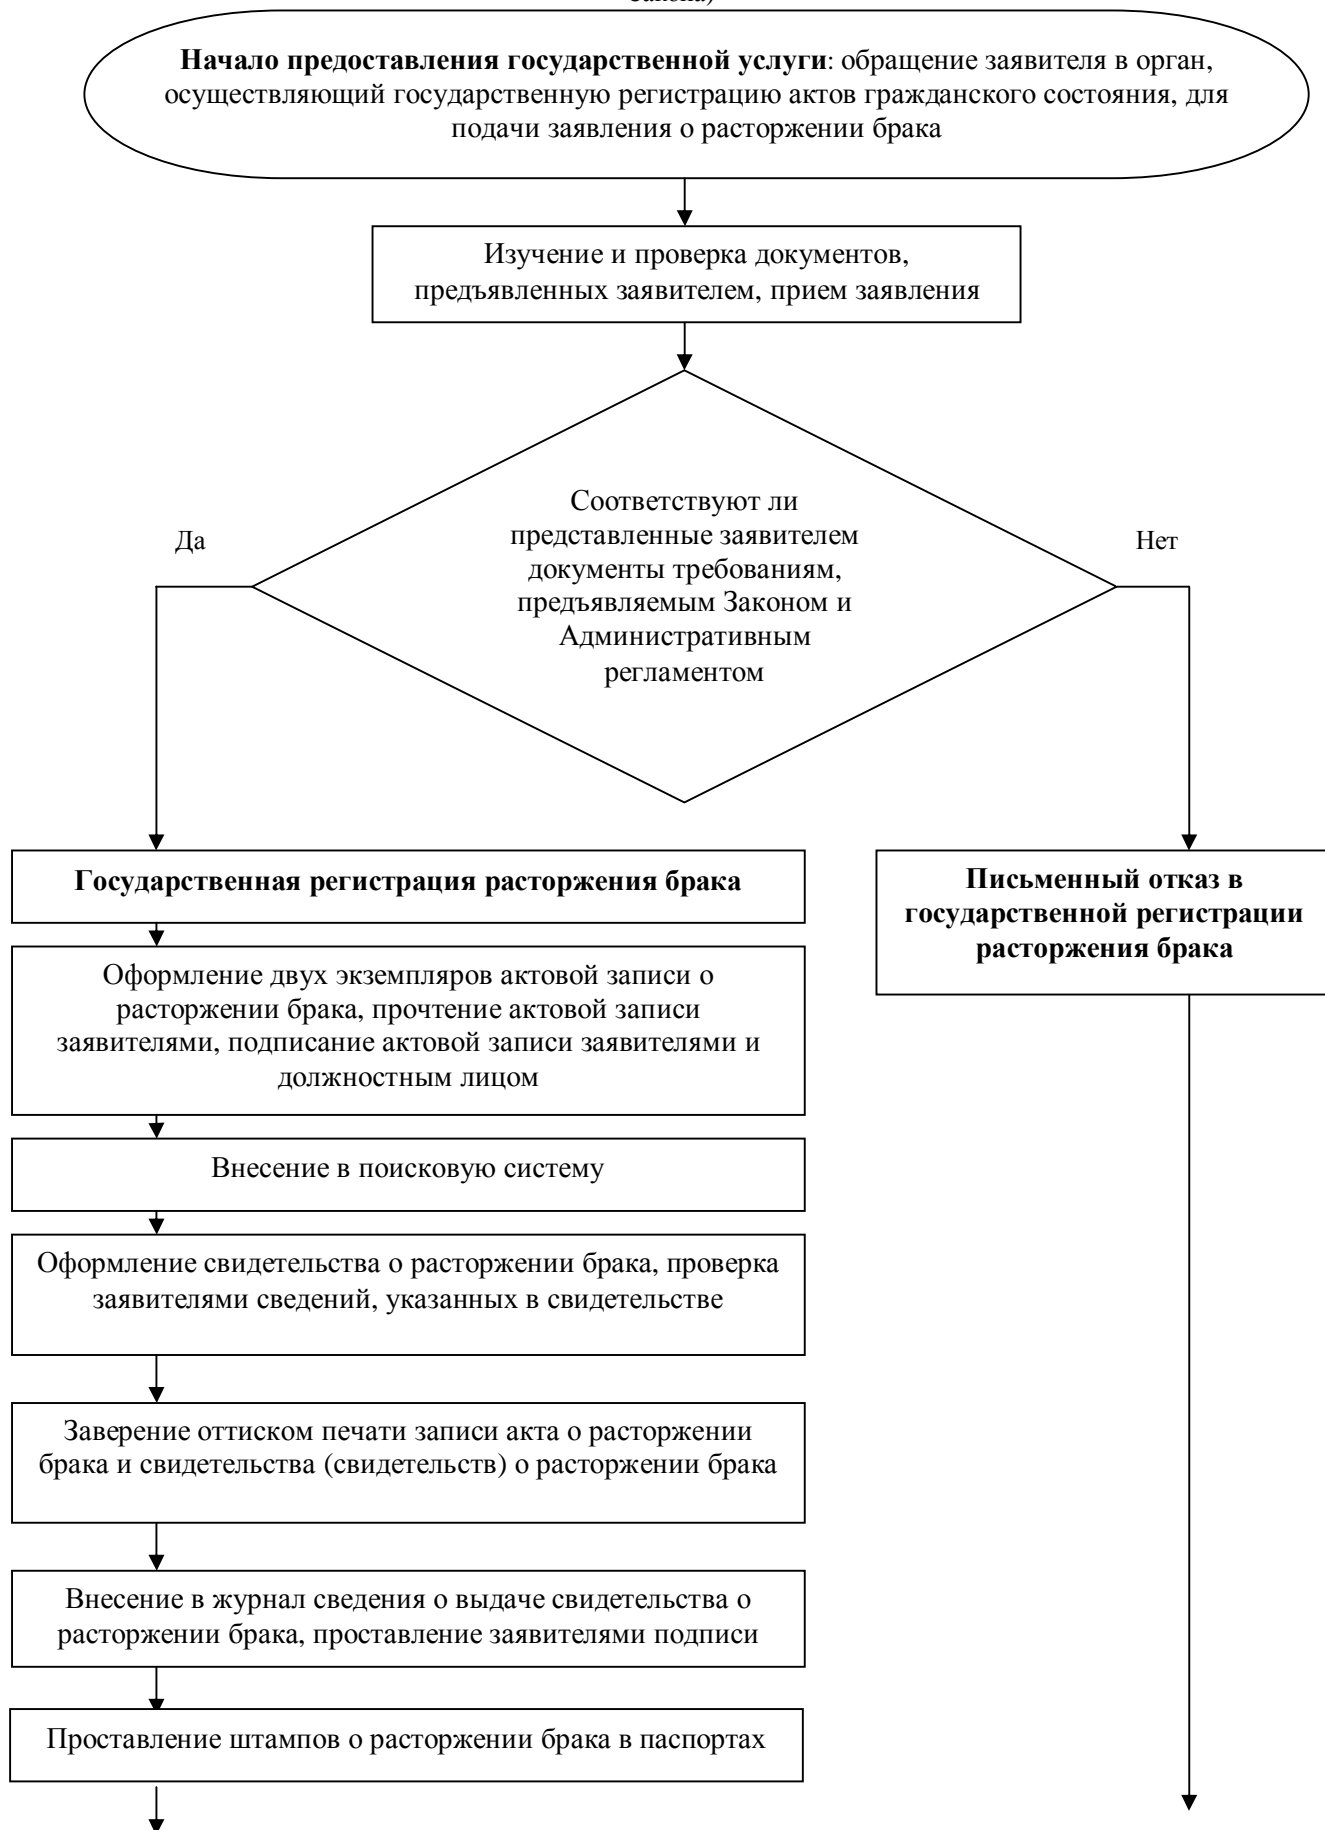 Закона)
Начало предоставления государственной услуги: обращение заявителя в орган,
осуществляющий государственную регистрацию актов гражданского состояния, для
подачи заявления о расторжении брака
Изучение и проверка документов,
предъявленных заявителем, прием заявления
Соответствуют ли
представленные заявителем
документы требованиям,
предъявляемым Законом и
Административным
регламентом
Да
Нет
Государственная регистрация расторжения брака
Письменный отказ в
государственной регистрации
расторжения брака
Оформление двух экземпляров актовой записи о
расторжении брака, прочтение актовой записи
заявителями, подписание актовой записи заявителями и
должностным лицом
Внесение в поисковую систему
Оформление свидетельства о расторжении брака, проверка
заявителями сведений, указанных в свидетельстве
Заверение оттиском печати записи акта о расторжении
брака и свидетельства (свидетельств) о расторжении брака
Внесение в журнал сведения о выдаче свидетельства о
расторжении брака, проставление заявителями подписи
Проставление штампов о расторжении брака в паспортах